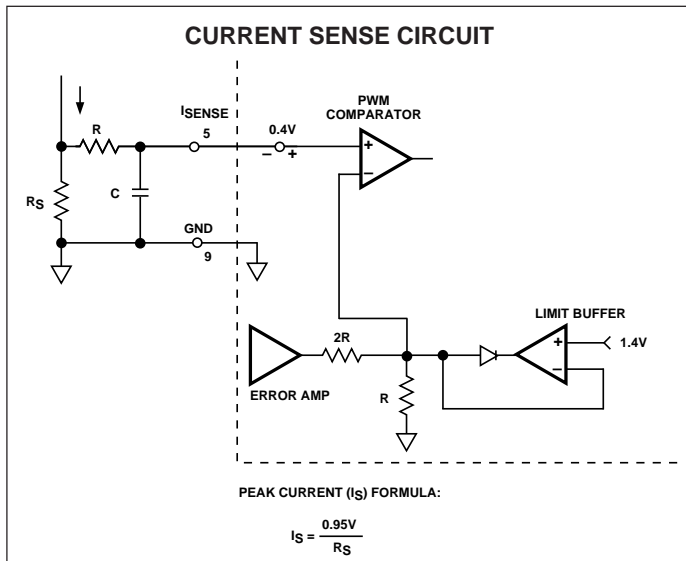 CURRENT SENSE CIRCUIT
PWM
COMPARATOR
ISENSE
5
0.4V
− +
+
−
R
C
RS
GND
9
LIMIT BUFFER
2R
+
1.4V
−
ERROR AMP
R
PEAK CURRENT (IS) FORMULA:
IS = 0.95V
RS